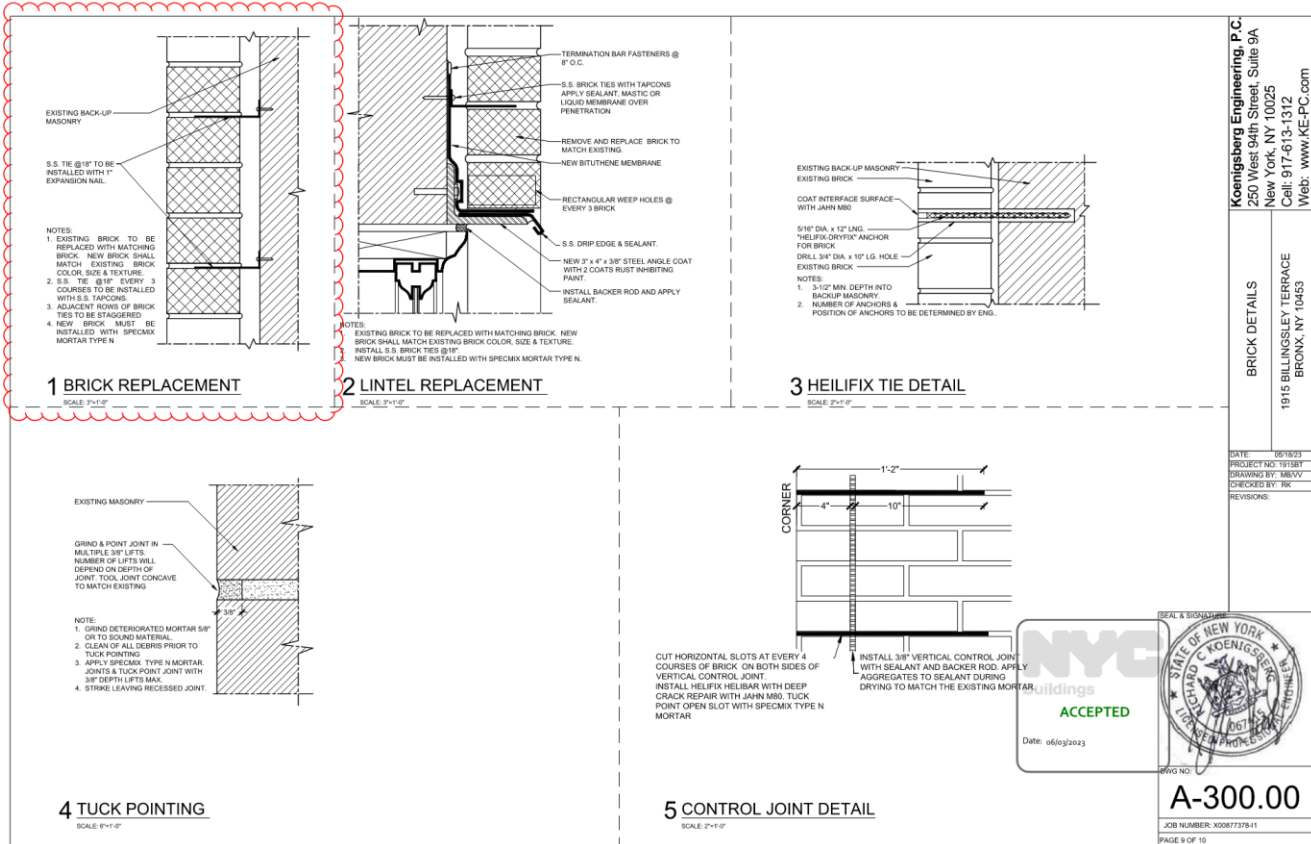 EXISTING BACK-UP
MASONRY
S.S. TIE @18" TO BE
INSTALLED WITH 1"
EXPANSION NAIL.
NOTES:
1. EXISTING BRICK TO BE
REPLACED WITH MATCHING
BRICK. NEW BRICK SHALL
MATCH EXISTING BRICK
COLOR, SIZE & TEXTURE.
2. S.S. TIE @18" EVERY 3
COURSES TO BE INSTALLED
WITH S.S. TAPCONS.
3. ADJACENT ROWS OF BRICK
TIES TO BE STAGGERED
4. NEW BRICK MUST BE
INSTALLED WITH SPECMIX
MORTAR TYPE N
1 BRICK REPLACEMENT
SCALE: 3"=1'-0"
TERMINATION BAR FASTENERS @
8" O.C.
S.S. BRICK TIES WITH TAPCONS
APPLY SEALANT, MASTIC OR
LIQUID MEMBRANE OVER
PENETRATION
REMOVE AND REPLACE BRICK TO
MATCH EXISTING.
NEW BITUTHENE MEMBRANE
RECTANGULAR WEEP HOLES @
EVERY 3 BRICK
S.S. DRIP EDGE & SEALANT.
NEW 3" x 4" x 3/8" STEEL ANGLE COAT
WITH 2 COATS RUST INHIBITING
PAINT.
INSTALL BACKER ROD AND APPLY
SEALANT.
NOTES:
1. EXISTING BRICK TO BE REPLACED WITH MATCHING BRICK. NEW
BRICK SHALL MATCH EXISTING BRICK COLOR, SIZE & TEXTURE.
2. INSTALL S.S. BRICK TIES @18".
3. NEW BRICK MUST BE INSTALLED WITH SPECMIX MORTAR TYPE N.
2 LINTEL REPLACEMENT
SCALE: 3"=1'-0"
EXISTING BACK-UP MASONRY
EXISTING BRICK
COAT INTERFACE SURFACE
WITH JAHN M80
5/16" DIA. x 12" LNG.
"HELIFIX-DRYFIX" ANCHOR
FOR BRICK
DRILL 3/4" DIA. x 10" LG. HOLE
EXISTING BRICK
NOTES:
1. 3-1/2" MIN. DEPTH INTO
BACKUP MASONRY.
2. NUMBER OF ANCHORS &
POSITION OF ANCHORS TO BE DETERMINED BY ENG..
3 HEILIFIX TIE DETAIL
SCALE: 2"=1'-0"
EXISTING MASONRY
GRIND & POINT JOINT IN
MULTIPLE 3/8" LIFTS.
NUMBER OF LIFTS WILL
DEPEND ON DEPTH OF
JOINT. TOOL JOINT CONCAVE
TO MATCH EXISTING
3/8"
NOTE:
1. GRIND DETERIORATED MORTAR 5/8"
OR TO SOUND MATERIAL.
2. CLEAN OF ALL DEBRIS PRIOR TO
TUCK POINTING
3. APPLY SPECMIX TYPE N MORTAR.
JOINTS & TUCK POINT JOINT WITH
3/8" DEPTH LIFTS MAX.
4. STRIKE LEAVING RECESSED JOINT.
4 TUCK POINTING
SCALE: 6"=1'-0"
1'-2"
4"
10"
CORNER
CUT HORIZONTAL SLOTS AT EVERY 4
COURSES OF BRICK ON BOTH SIDES OF
VERTICAL CONTROL JOINT.
INSTALL HELIFIX HELIBAR WITH DEEP
CRACK REPAIR WITH JAHN M80. TUCK
POINT OPEN SLOT WITH SPECMIX TYPE N
MORTAR
INSTALL 3/8" VERTICAL CONTROL JOINT
WITH SEALANT AND BACKER ROD. APPLY
AGGREGATES TO SEALANT DURING
DRYING TO MATCH THE EXISTING MORTAR.
5 CONTROL JOINT DETAIL
SCALE: 2"=1'-0"
NYC
Buildings
ACCEPTED
Date: 06/03/2023
Koenigsberg Engineering, P.C.
250 West 94th Street, Suite 9A
New York, NY 10025
Cell: 917-613-1312
Web: www.KE-PC.com
BRICK DETAILS
1915 BILLINGSLEY TERRACE
BRONX, NY 10453
DATE: 05/18/23
PROJECT NO: 1915BT
DRAWING BY: MB/VV
CHECKED BY: RK
REVISIONS:
SEAL & SIGNATURE
STATE OF NEW YORK
RICHARD C KOENIGSBERG
LICENSED PROFESSIONAL ENGINEER
DWG NO:
A-300.00
JOB NUMBER: X00877378-I1
PAGE 9 OF 10